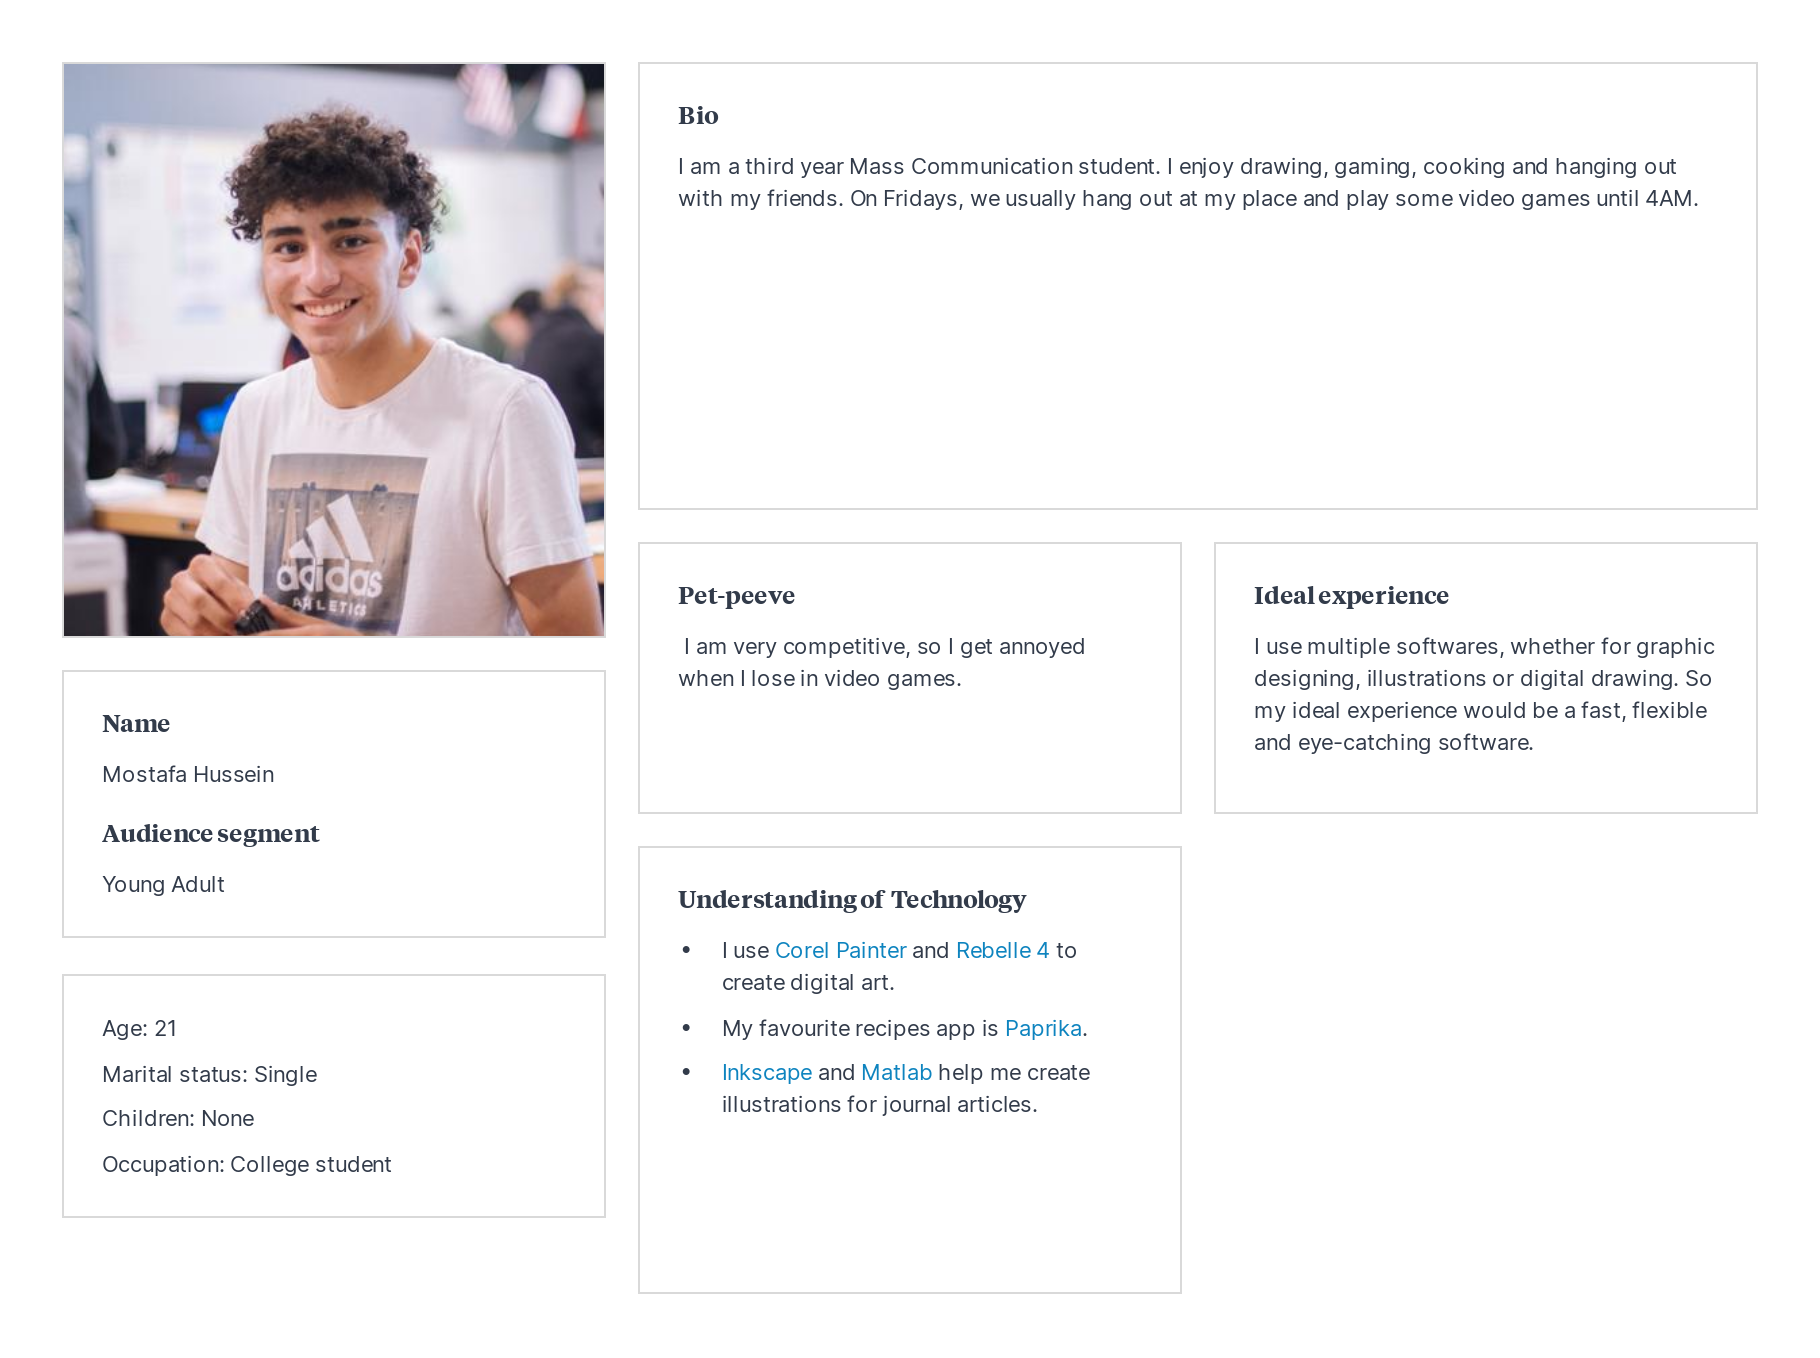 adidas
ATHLETICS
Name
Mostafa Hussein
Audience segment
Young Adult
Age: 21
Marital status: Single
Children: None
Occupation: College student
Bio
I am a third year Mass Communication student. I enjoy drawing, gaming, cooking and hanging out
with my friends. On Fridays, we usually hang out at my place and play some video games until 4AM.
Pet-peeve
I am very competitive, so I get annoyed
when I lose in video games.
Ideal experience
I use multiple softwares, whether for graphic
designing, illustrations or digital drawing. So
my ideal experience would be a fast, flexible
and eye-catching software.
Understanding of Technology
• I use Corel Painter and Rebelle 4 to
create digital art.
• My favourite recipes app is Paprika.
• Inkscape and Matlab help me create
illustrations for journal articles.